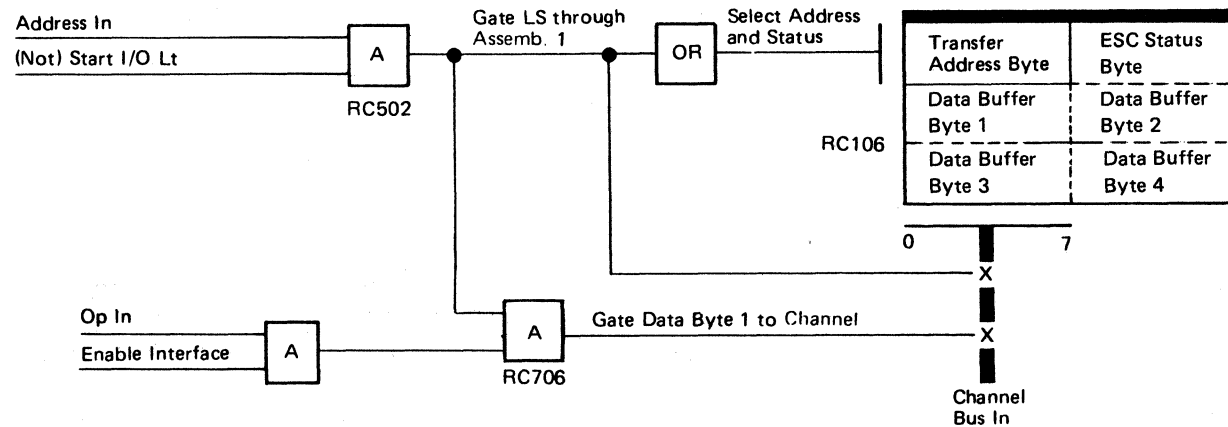 Address In
(Not) Start I/O Lt
A
RC502
Gate LS through
Assemb. 1
OR
Select Address
and Status
RC106
Transfer
Address Byte
ESC Status
Byte
Data Buffer
Byte 1
Data Buffer
Byte 2
Data Buffer
Byte 3
Data Buffer
Byte 4
0
7
X
Op In
Enable Interface
A
A
RC706
Gate Data Byte 1 to Channel
X
Channel
Bus In